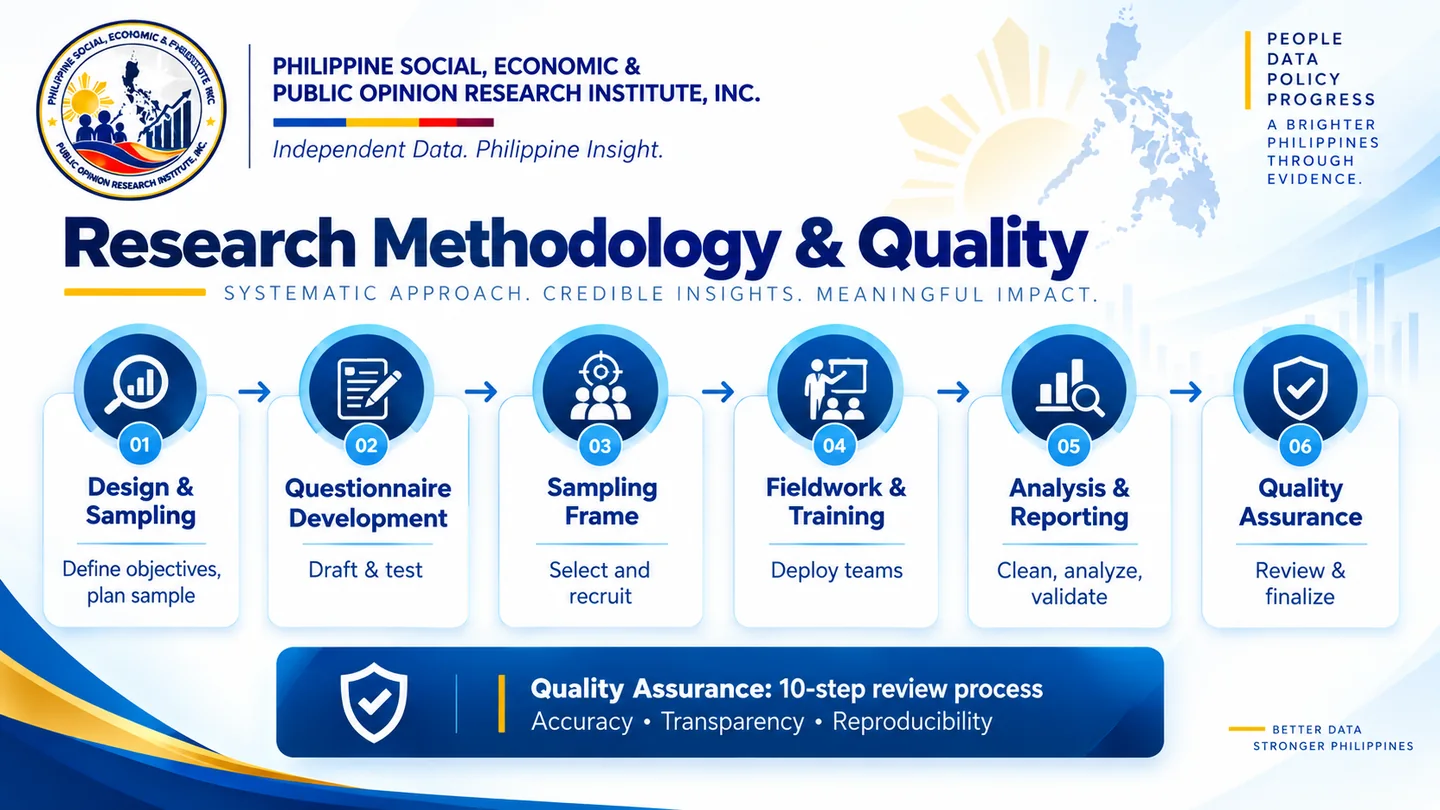 PHILIPPINE SOCIAL, ECONOMIC &
PUBLIC OPINION RESEARCH INSTITUTE, INC.
PHILIPPINE SOCIAL, ECONOMIC &
PUBLIC OPINION RESEARCH INSTITUTE, INC.
Independent Data. Philippine Insight.
PEOPLE
DATA
POLICY
PROGRESS
A BRIGHTER
PHILIPPINES
THROUGH
EVIDENCE.
Research Methodology & Quality
SYSTEMATIC APPROACH. CREDIBLE INSIGHTS. MEANINGFUL IMPACT.
01
Design &
Sampling
Define objectives,
plan sample
02
Questionnaire
Development
Draft & test
03
Sampling
Frame
Select and
recruit
04
Fieldwork &
Training
Deploy teams
05
Analysis &
Reporting
Clean, analyze,
validate
06
Quality
Assurance
Review &
finalize
Quality Assurance: 10-step review process
Accuracy • Transparency • Reproducibility
BETTER DATA
STRONGER PHILIPPINES